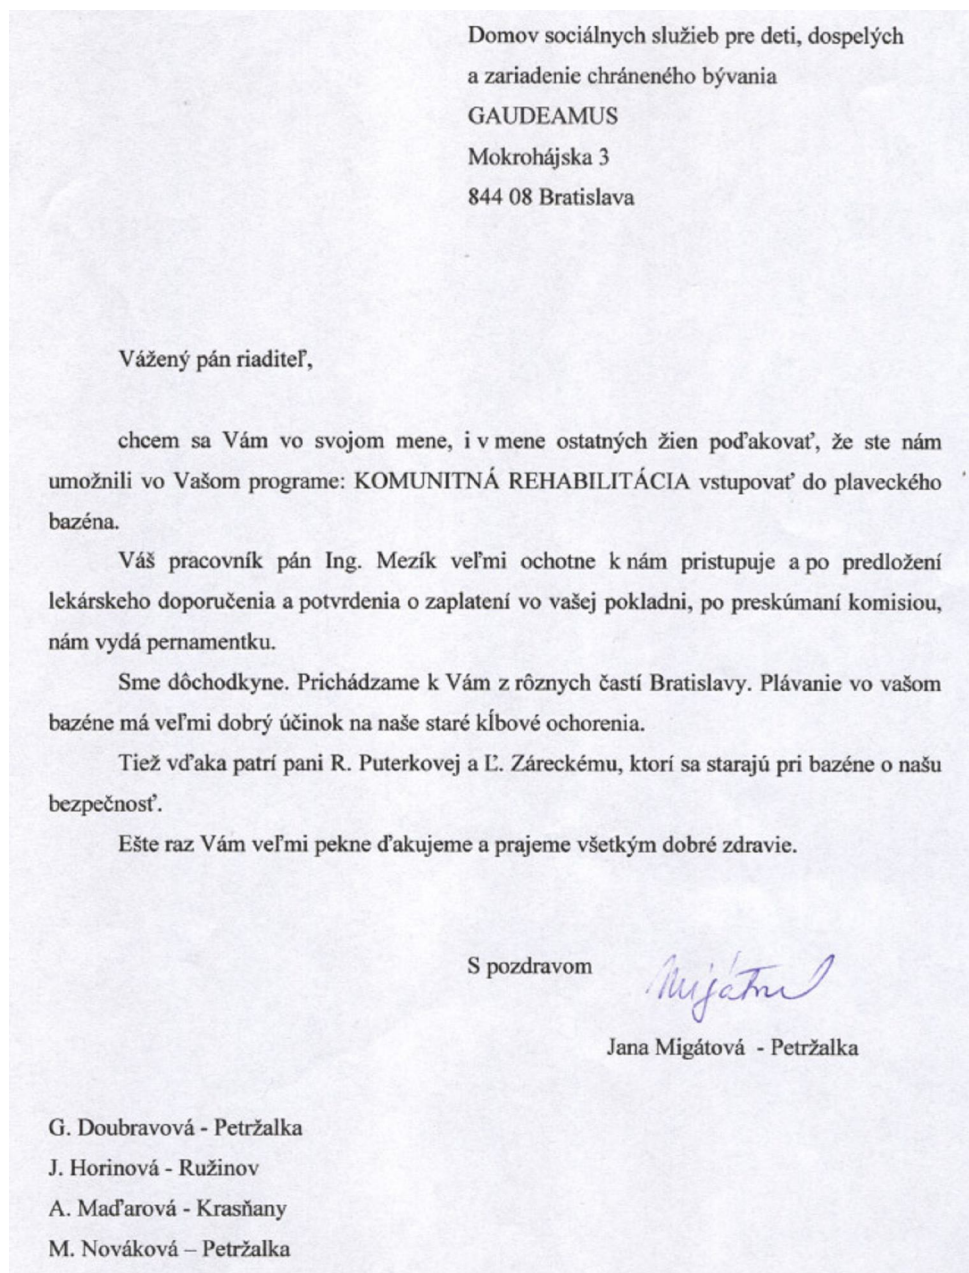 Domov sociálnych služieb pre deti, dospelých
a zariadenie chráneného bývania
GAUDEAMUS
Mokrohájska 3
844 08 Bratislava
Vážený pán riaditeľ,
chcem sa Vám vo svojom mene, i v mene ostatných žien poďakovať, že ste nám
umožnili vo Vašom programe: KOMUNITNÁ REHABILITÁCIA vstupovať do plaveckého
bazéna.
Váš pracovník pán Ing. Mezík veľmi ochotne k nám pristupuje a po predložení
lekárskeho doporučenia a potvrdenia o zaplatení vo vašej pokladni, po preskúmaní komisiou,
nám vydá pernamentku.
Sme dôchodkyne. Prichádzame k Vám z rôznych častí Bratislavy. Plávanie vo vašom
bazéne má veľmi dobrý účinok na naše staré kĺbové ochorenia.
Tiež vďaka patrí pani R. Puterkovej a Ľ. Záreckému, ktorí sa starajú pri bazéne o našu
bezpečnosť.
Ešte raz Vám veľmi pekne ďakujeme a prajeme všetkým dobré zdravie.
S pozdravom
Jana Migátová - Petržalka
G. Doubravová - Petržalka
J. Horinová - Ružinov
A. Maďarová - Krasňany
M. Nováková – Petržalka